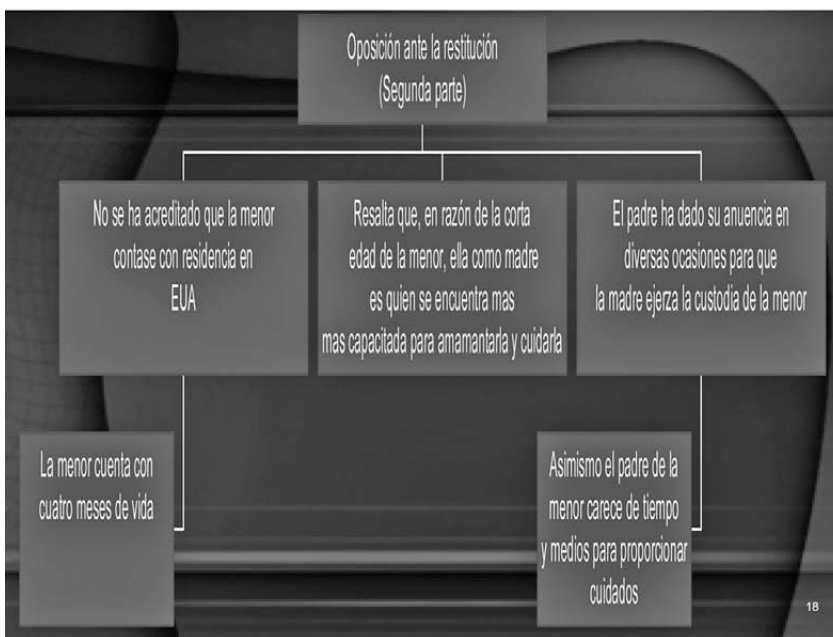 Oposición ante la restitución
(Segunda parte)
No se ha acreditado que la menor
contase con residencia en
EUA
Resalta que, en razón de la corta
edad de la menor, ella como madre
es quien se encuentra mas
mas capacitada para amamantarla y cuidarla
El padre ha dado su anuencia en
diversas ocasiones para que
la madre ejerza la custodia de la menor
La menor cuenta con
cuatro meses de vida
Asimismo el padre de la
menor carece de tiempo
y medios para proporcionar
cuidados
18